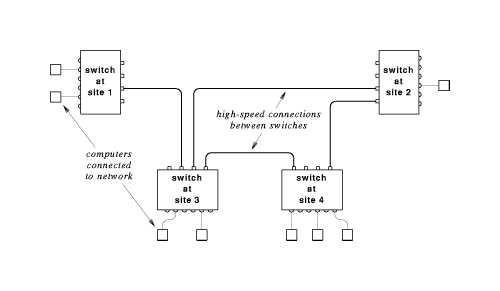 switch
at
site 1
switch
at
site 2
high-speed connections
between switches
computers
connected
to network
switch
at
site 3
switch
at
site 4